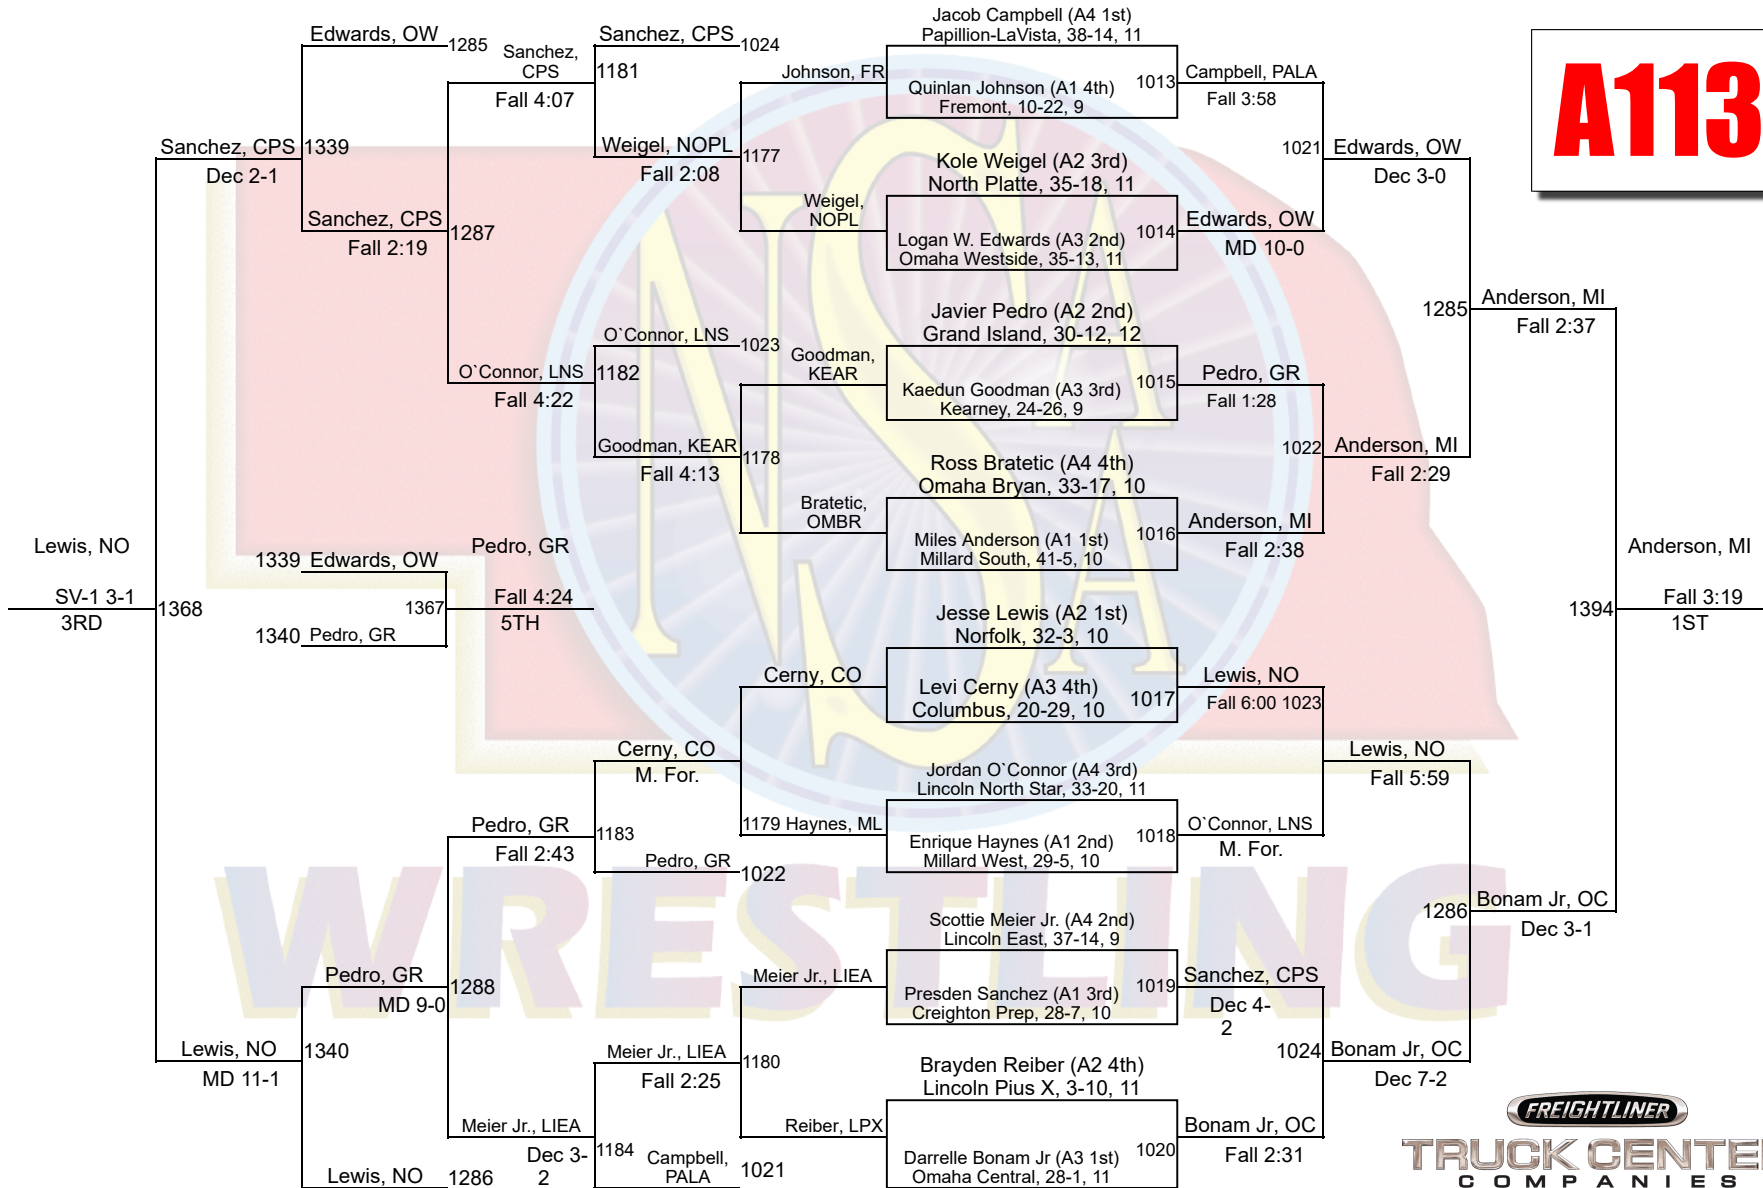 A113
Jacob Campbell (A4 1st)
Papillion-LaVista, 38-14, 11
1013
Quinlan Johnson (A1 4th)
Fremont, 10-22, 9
Kole Weigel (A2 3rd)
North Platte, 35-18, 11
1014
Logan W. Edwards (A3 2nd)
Omaha Westside, 35-13, 11
Javier Pedro (A2 2nd)
Grand Island, 30-12, 12
1015
Kaedun Goodman (A3 3rd)
Kearney, 24-26, 9
Ross Bratetic (A4 4th)
Omaha Bryan, 33-17, 10
1016
Miles Anderson (A1 1st)
Millard South, 41-5, 10
Jesse Lewis (A2 1st)
Norfolk, 32-3, 10
1017
Levi Cerny (A3 4th)
Columbus, 20-29, 10
Jordan O`Connor (A4 3rd)
Lincoln North Star, 33-20, 11
1018
Enrique Haynes (A1 2nd)
Millard West, 29-5, 10
Scottie Meier Jr. (A4 2nd)
Lincoln East, 37-14, 9
1019
Presden Sanchez (A1 3rd)
Creighton Prep, 28-7, 10
Brayden Reiber (A2 4th)
Lincoln Pius X, 3-10, 11
1020
Darrelle Bonam Jr (A3 1st)
Omaha Central, 28-1, 11
Campbell, PALA
Fall 3:58
1021
Edwards, OW
MD 10-0
Pedro, GR
Fall 1:28
1022
Anderson, MI
Fall 2:38
Lewis, NO
Fall 6:00 1023
O`Connor, LNS
M. For.
Sanchez, CPS
Dec 4-
2
1024
Bonam Jr, OC
Fall 2:31
Edwards, OW
Dec 3-0
1285
Anderson, MI
Fall 2:29
Lewis, NO
Fall 5:59
1286
Bonam Jr, OC
Dec 7-2
Anderson, MI
Fall 2:37
1394
Bonam Jr, OC
Dec 3-1
Anderson, MI
Fall 3:19
1ST
Johnson, FR
1177
Weigel,
NOPL
Goodman,
KEAR
1178
Bratetic,
OMBR
Cerny, CO
1179 Haynes, ML
Meier Jr., LIEA
1180
Reiber, LPX
Sanchez, CPS
1024
1181
Weigel, NOPL
Fall 2:08
O`Connor, LNS
1023
1182
Goodman, KEAR
Fall 4:13
Cerny, CO
M. For.
1183
Pedro, GR
1022
Meier Jr., LIEA
Fall 2:25
1184
Campbell,
PALA
1021
Sanchez,
CPS
Fall 4:07
1287
O`Connor, LNS
Fall 4:22
Pedro, GR
Fall 2:43
1288
Meier Jr., LIEA
Dec 3-
2
Edwards, OW
1285
1339
Sanchez, CPS
Fall 2:19
Pedro, GR
MD 9-0
1340
Lewis, NO
1286
Sanchez, CPS
Dec 2-1
1368
Lewis, NO
MD 11-1
Lewis, NO
SV-1 3-1
3RD
1339 Edwards, OW
1367
1340 Pedro, GR
Pedro, GR
Fall 4:24
5TH
NSAA
WRESTLING
FREIGHTLINER
TRUCK CENTE
COMPANIES